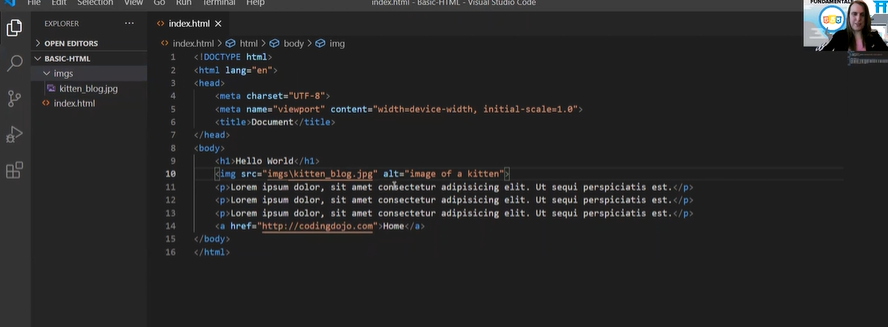 File Edit Selection View Go Run Terminal Help
index.html - Basic-HTML - Visual Studio Code
FUNDAMENTALS
EXPLORER ...
index.html ×
OPEN EDITORS
BASIC-HTML
imgs
kitten_blog.jpg
index.html
index.html > html > body > img
1 <!DOCTYPE html>
2 <html lang="en">
3 <head>
4 <meta charset="UTF-8">
5 <meta name="viewport" content="width=device-width, initial-scale=1.0">
6 <title>Document</title>
7 </head>
8 <body>
9 <h1>Hello World</h1>
10 <img src="imgs\kitten_blog.jpg" alt="image of a kitten">
11 <p>Lorem ipsum dolor, sit amet consectetur adipisicing elit. Ut sequi perspiciatis est.</p>
12 <p>Lorem ipsum dolor, sit amet consectetur adipisicing elit. Ut sequi perspiciatis est.</p>
13 <p>Lorem ipsum dolor, sit amet consectetur adipisicing elit. Ut sequi perspiciatis est.</p>
14 <a href="http://codingdojo.com">Home</a>
15 </body>
16 </html>